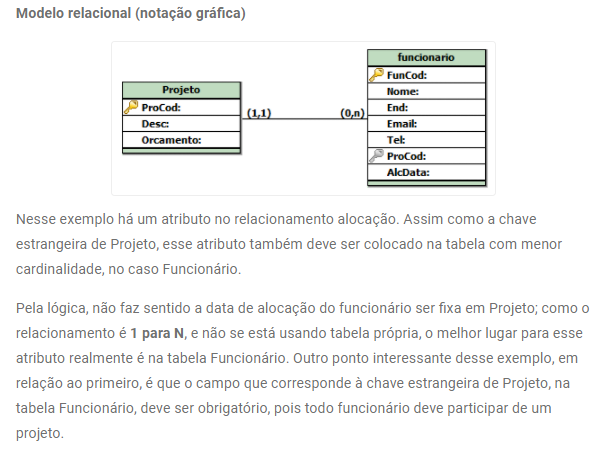 Modelo relacional (notação gráfica)
Projeto
ProCod:
Desc:
Orcamento:
(1,1)
(0,n)
funcionario
FunCod:
Nome:
End:
Email:
Tel:
ProCod:
AlcData:
Nesse exemplo há um atributo no relacionamento alocação. Assim como a chave
estrangeira de Projeto, esse atributo também deve ser colocado na tabela com menor
cardinalidade, no caso Funcionário.
Pela lógica, não faz sentido a data de alocação do funcionário ser fixa em Projeto; como o
relacionamento é 1 para N, e não se está usando tabela própria, o melhor lugar para esse
atributo realmente é na tabela Funcionário. Outro ponto interessante desse exemplo, em
relação ao primeiro, é que o campo que corresponde à chave estrangeira de Projeto, na
tabela Funcionário, deve ser obrigatório, pois todo funcionário deve participar de um
projeto.